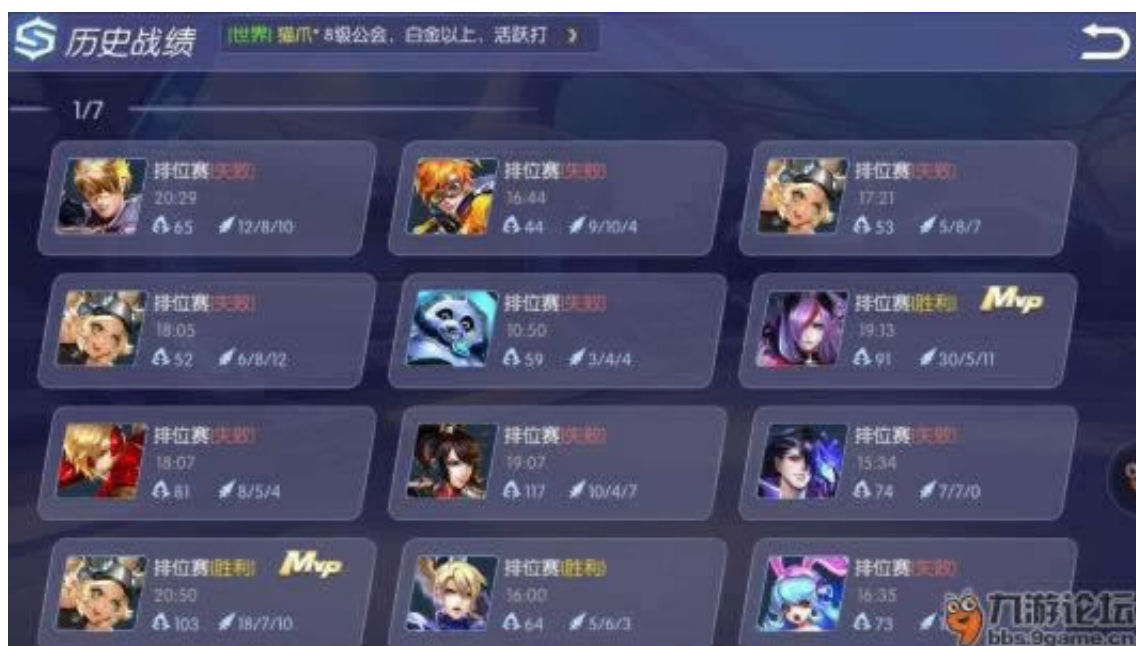 历史战绩
[世界] 猫爪* 8级公会，白金以上，活跃打
1/7
排位赛(失败)
20:29
65 12/8/10
排位赛(失败)
16:44
44 9/10/4
排位赛(失败)
17:21
53 5/8/7
排位赛(失败)
18:05
52 6/8/12
排位赛(失败)
10:50
59 3/4/4
排位赛(胜利) Mvp
19:13
91 30/5/11
排位赛(失败)
18:07
81 8/5/4
排位赛(失败)
19:07
117 10/4/7
排位赛(失败)
15:34
74 7/7/0
排位赛(胜利) Mvp
20:50
103 18/7/10
排位赛(胜利)
16:00
64 5/6/3
排位赛(失败)
16:35
73
九游论坛
bbs.9game.cn